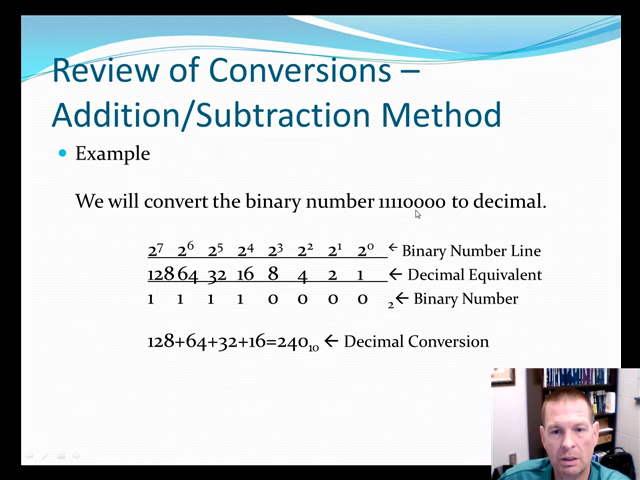 Review of Conversions –
Addition/Subtraction Method
Example
We will convert the binary number 11110000 to decimal.
2⁷ 2⁶ 2⁵ 2⁴ 2³ 2² 2¹ 2⁰ ← Binary Number Line
128 64 32 16 8 4 2 1 ← Decimal Equivalent
1 1 1 1 0 0 0 0 ₂← Binary Number
128+64+32+16=240₁₀ ← Decimal Conversion